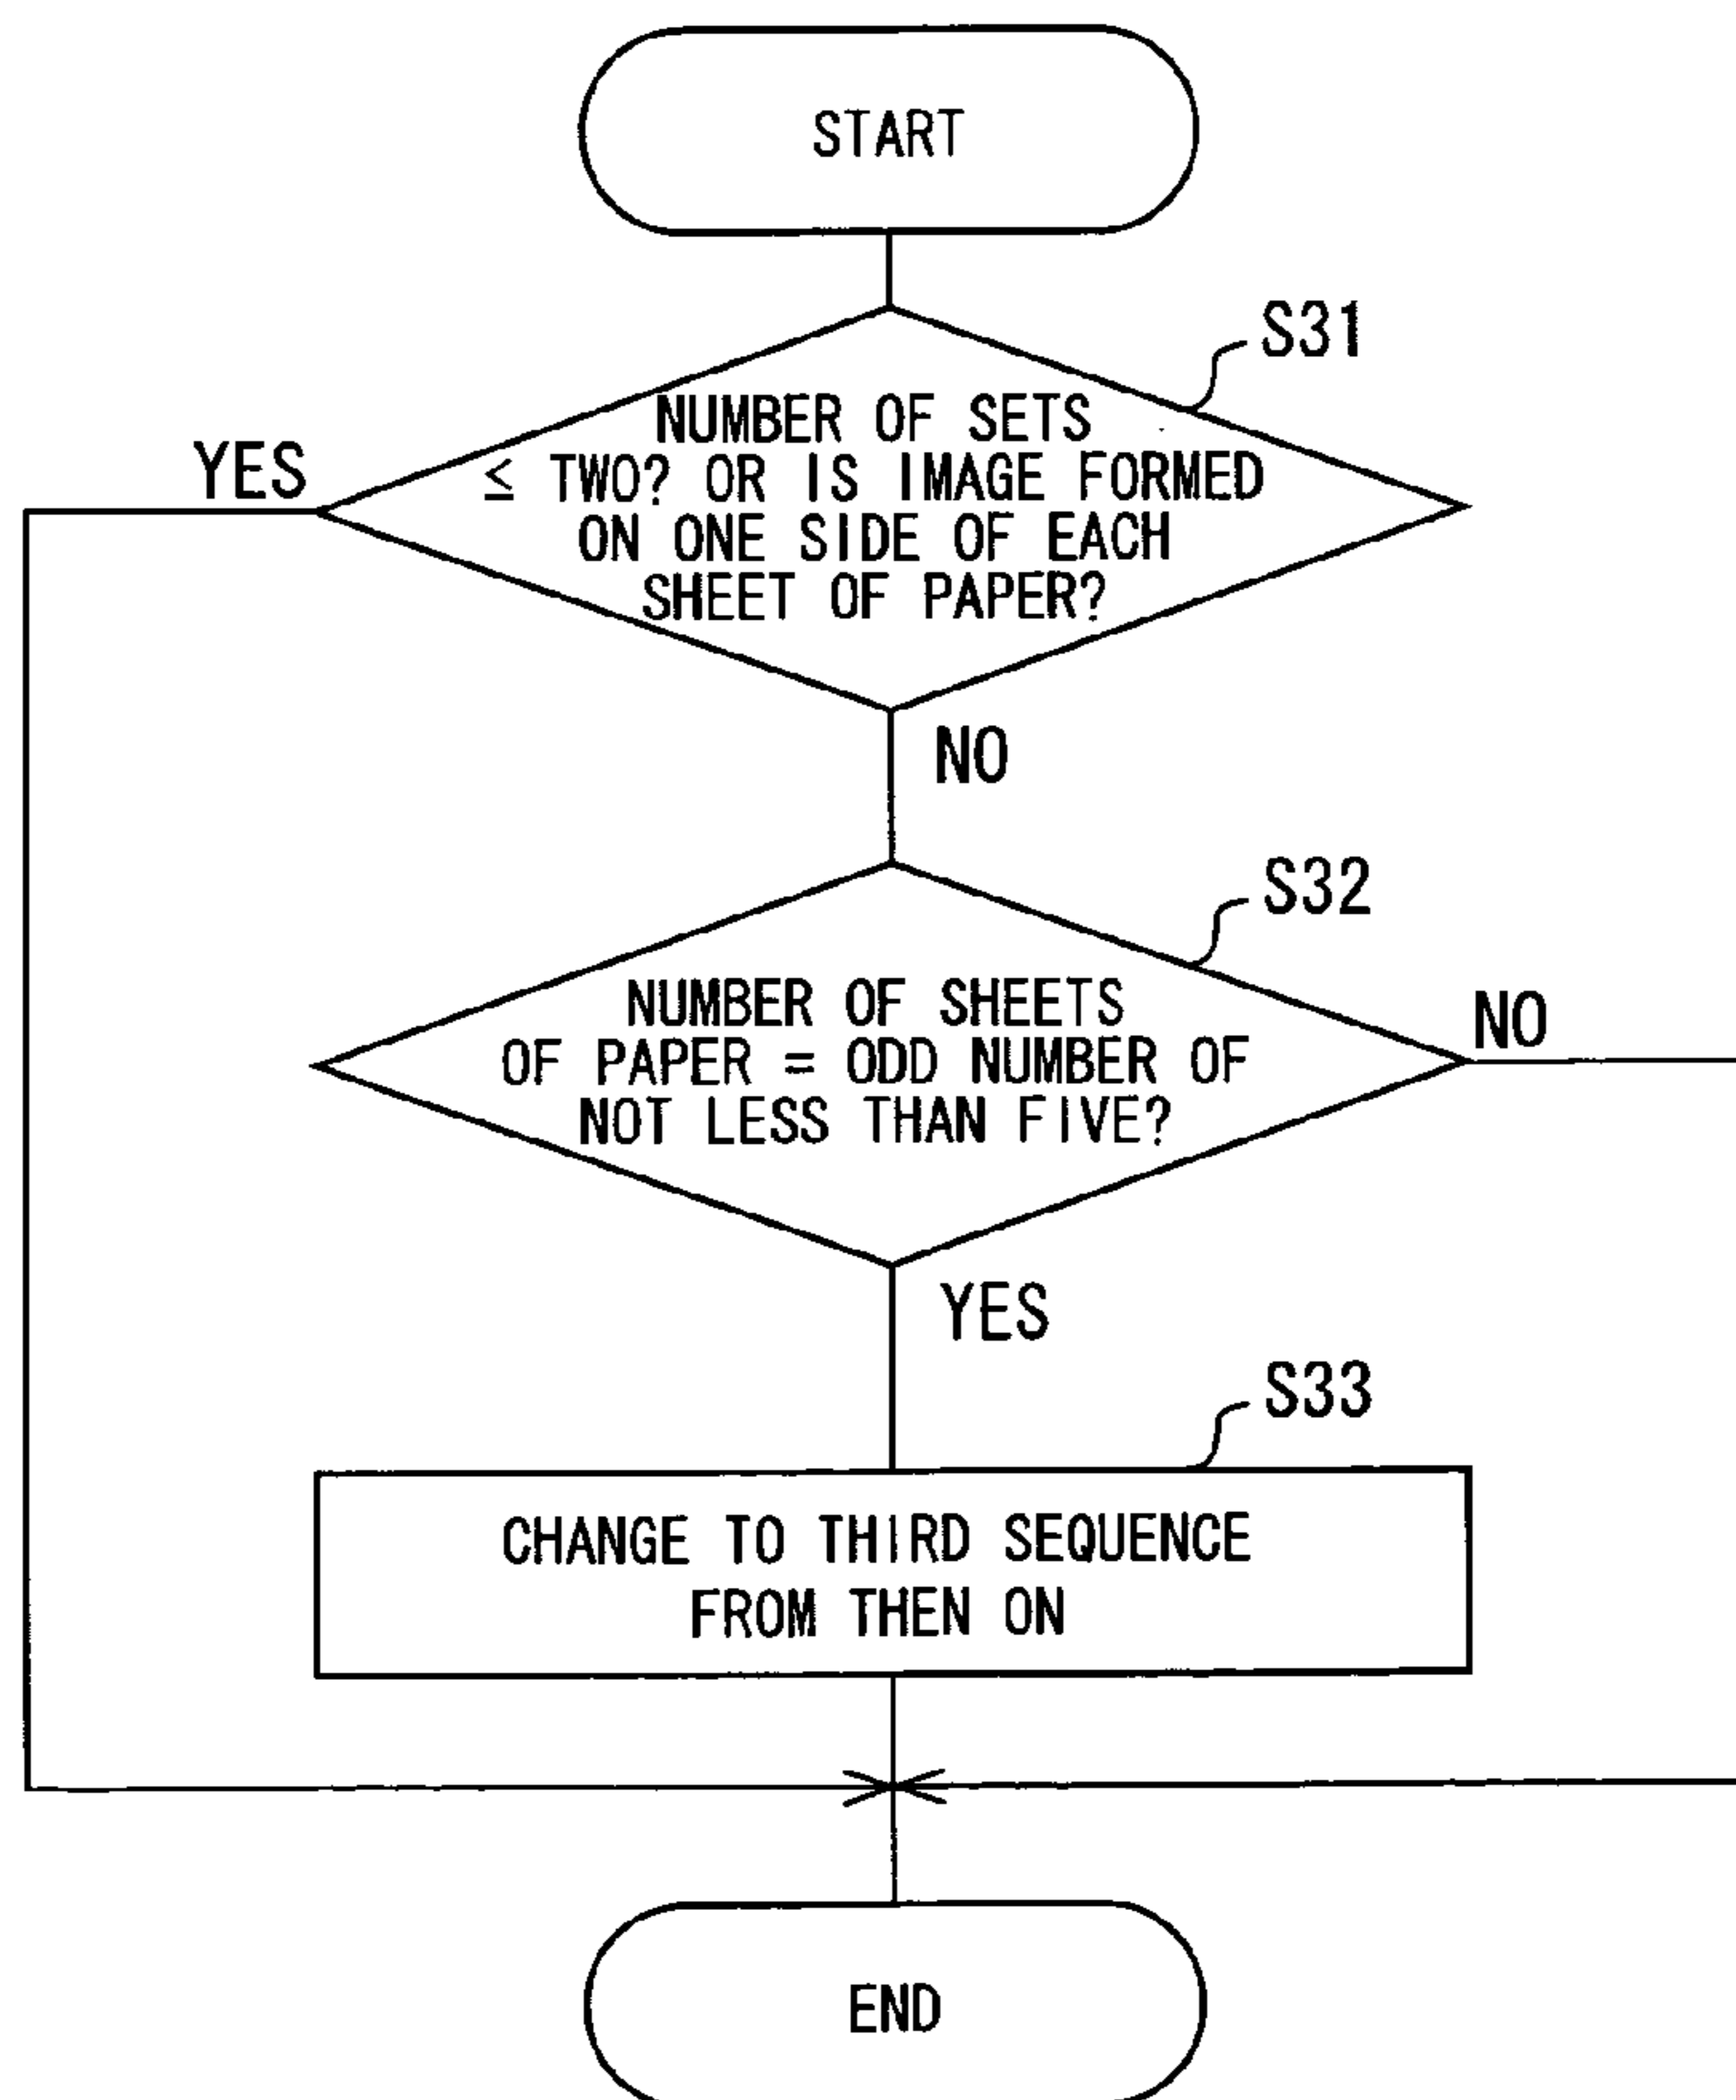 START
S31
NUMBER OF SETS
YES
≤ TWO? OR IS IMAGE FORMED
ON ONE SIDE OF EACH
SHEET OF PAPER?
NO
S32
NUMBER OF SHEETS
NO
OF PAPER = ODD NUMBER OF
NOT LESS THAN FIVE?
YES
S33
CHANGE TO THIRD SEQUENCE
FROM THEN ON
END